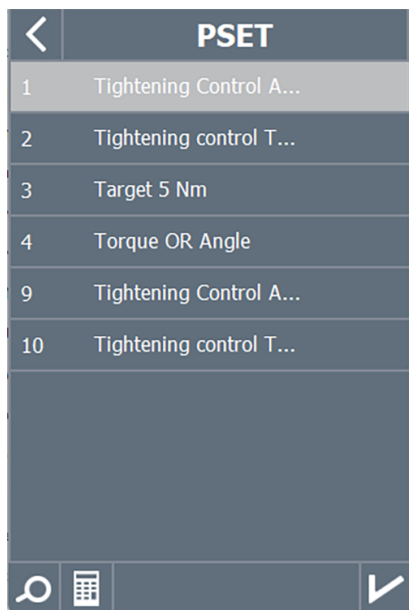 PSET
1 Tightening Control A...
2 Tightening control T...
3 Target 5 Nm
4 Torque OR Angle
9 Tightening Control A...
10 Tightening control T...